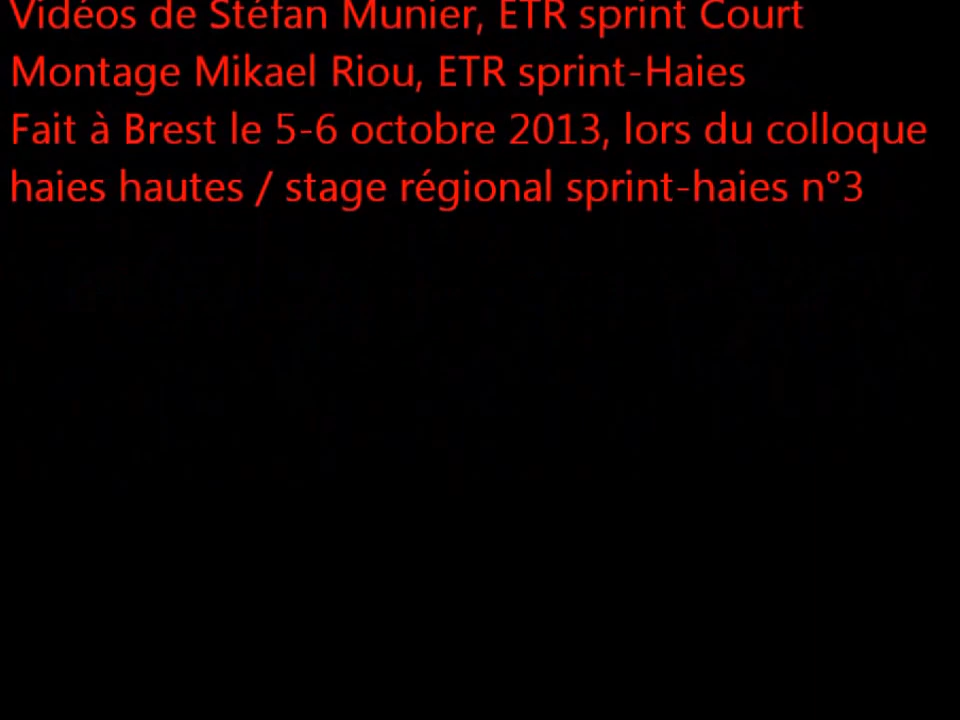 Vidéos de Stéfan Munier, ETR sprint Court
Montage Mikael Riou, ETR sprint-Haies
Fait à Brest le 5-6 octobre 2013, lors du colloque
haies hautes / stage régional sprint-haies n°3